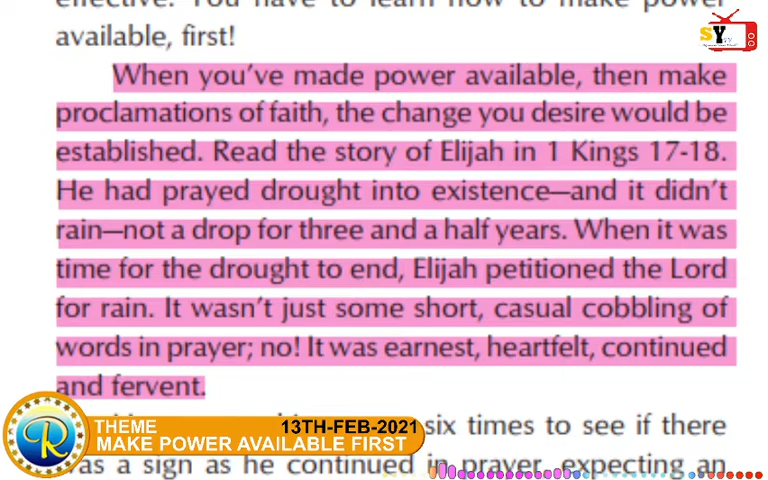 effective. You have to learn how to make power
available, first!
When you've made power available, then make
proclamations of faith, the change you desire would be
established. Read the story of Elijah in 1 Kings 17-18.
He had prayed drought into existence—and it didn't
rain—not a drop for three and a half years. When it was
time for the drought to end, Elijah petitioned the Lord
for rain. It wasn't just some short, casual cobbling of
words in prayer; no! It was earnest, heartfelt, continued
and fervent.
six times to see if there
was a sign as he continued in prayer, expecting an
SY
R
THEME 13TH-FEB-2021
MAKE POWER AVAILABLE FIRST